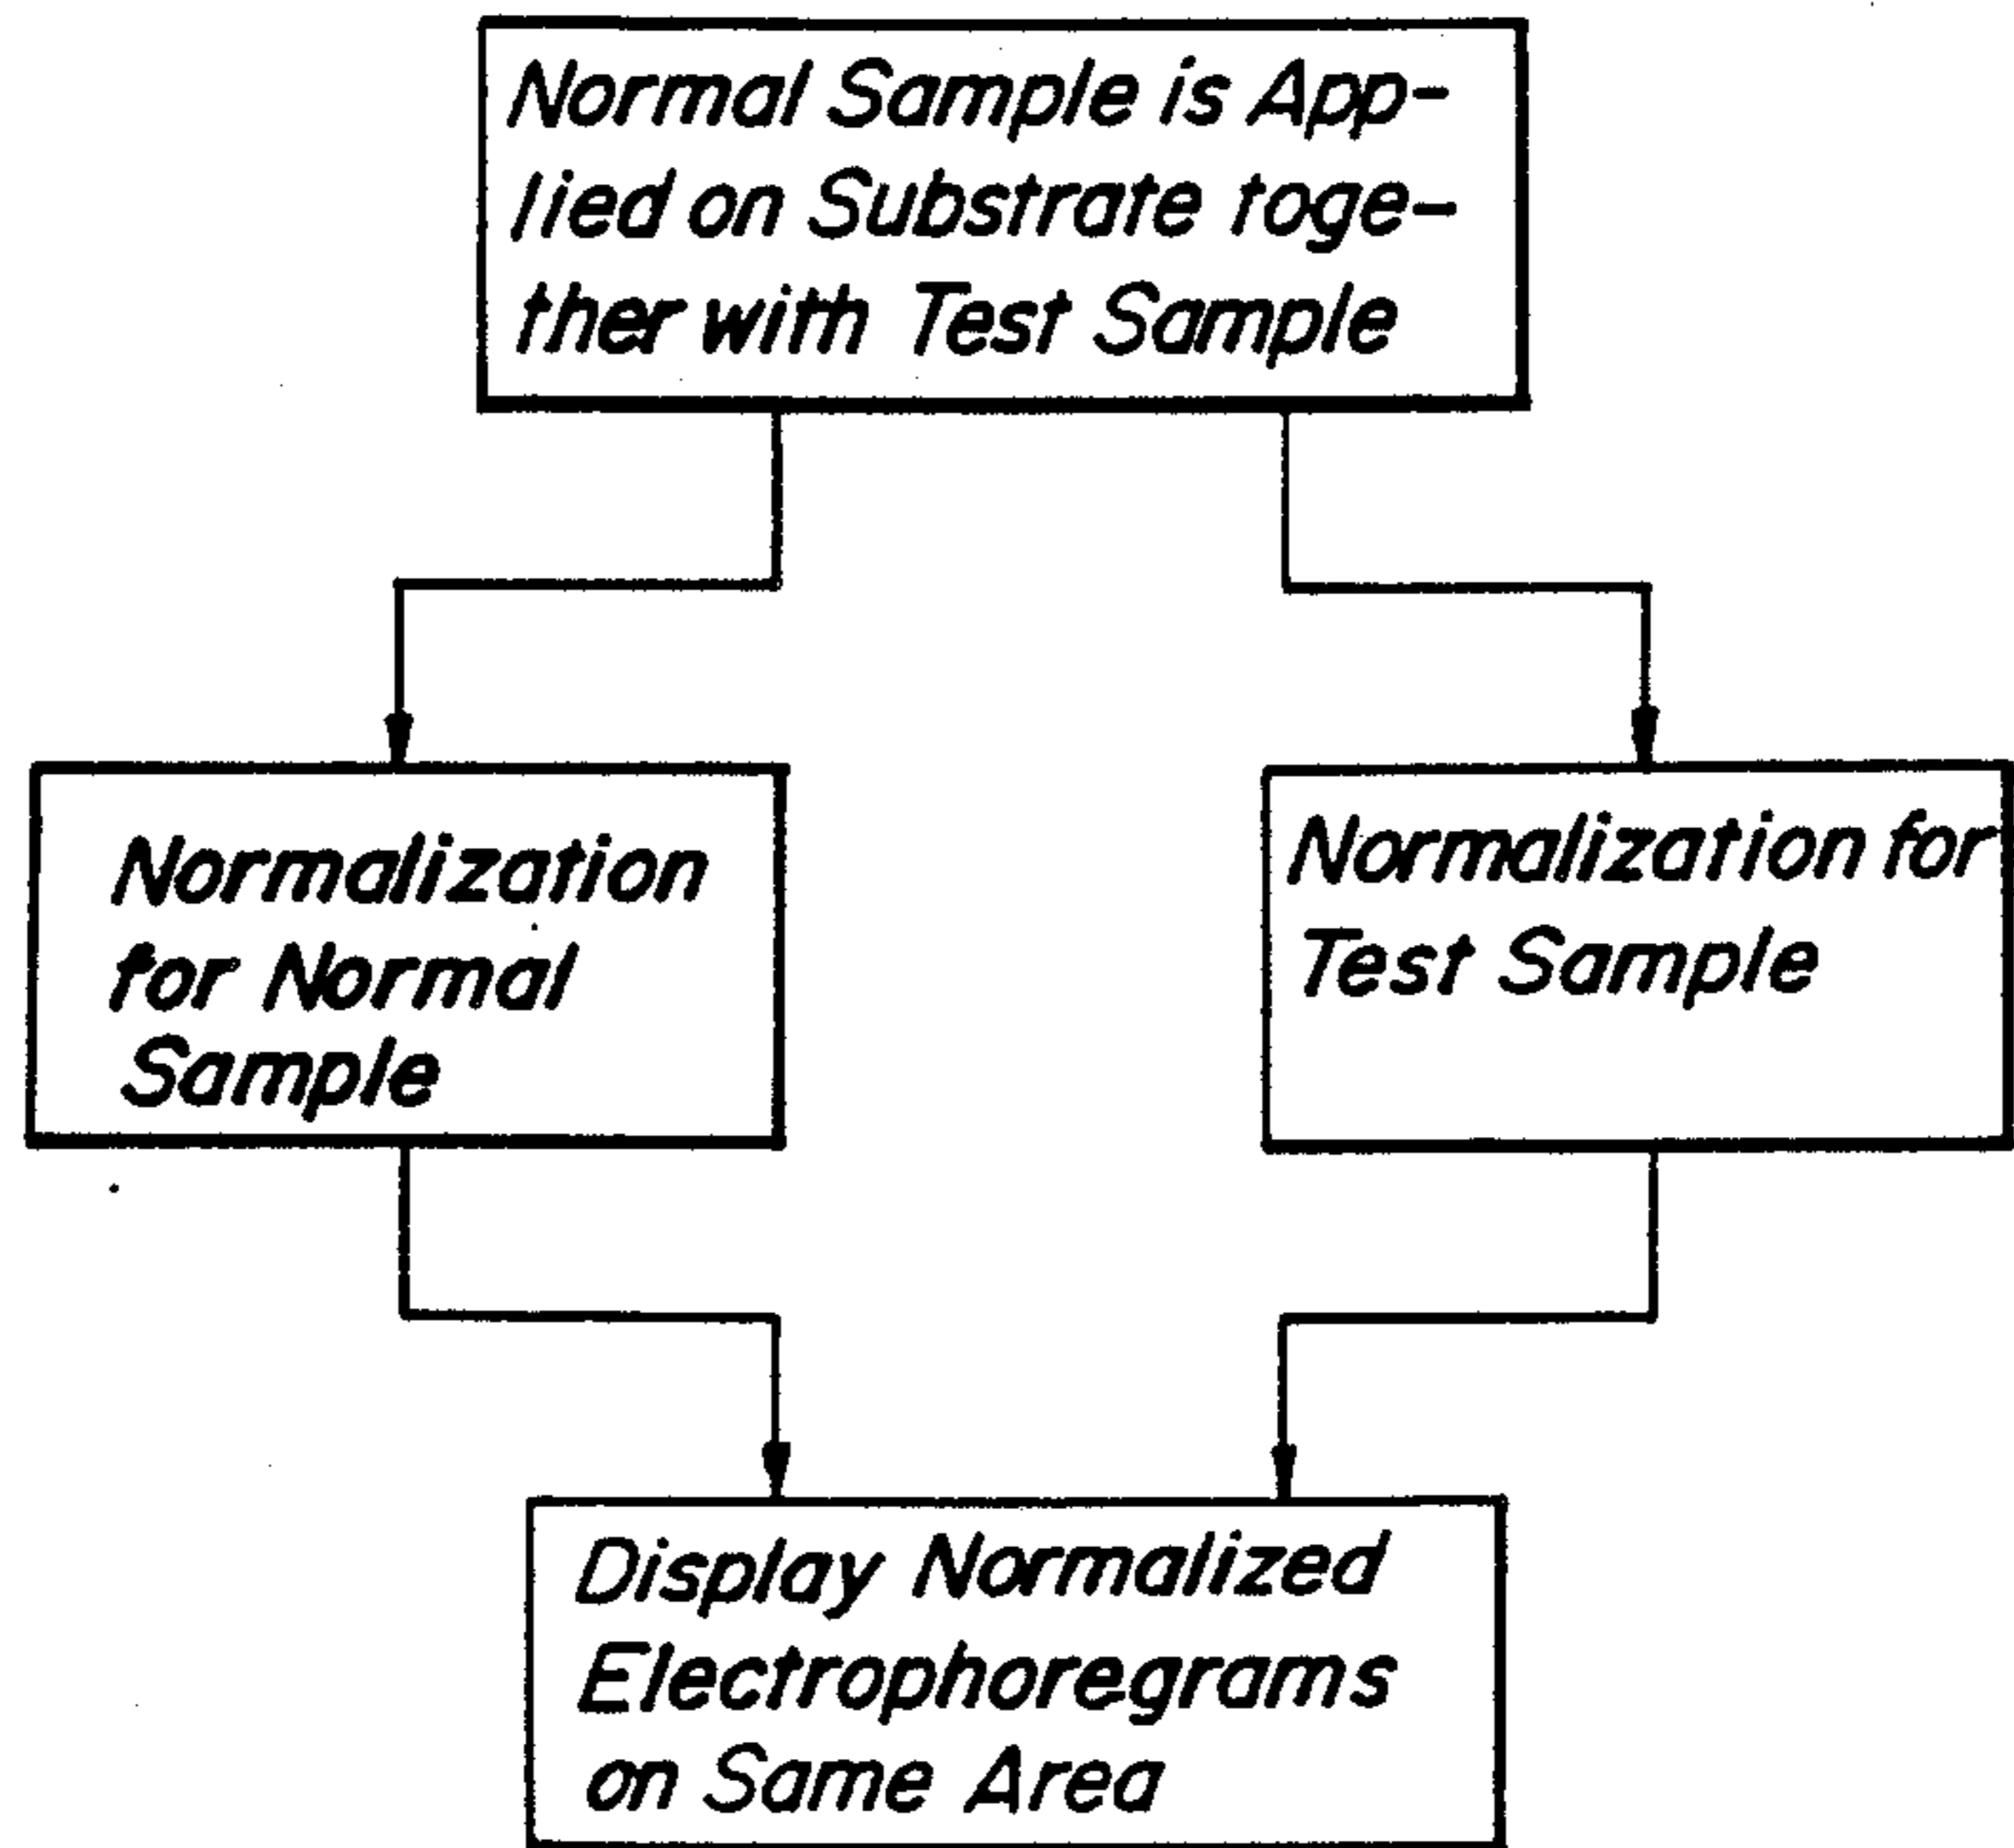 Normal Sample is App-
lied on Substrate toge-
ther with Test Sample
Normalization
for Normal
Sample
Normalization for
Test Sample
Display Normalized
Electrophoregrams
on Same Area